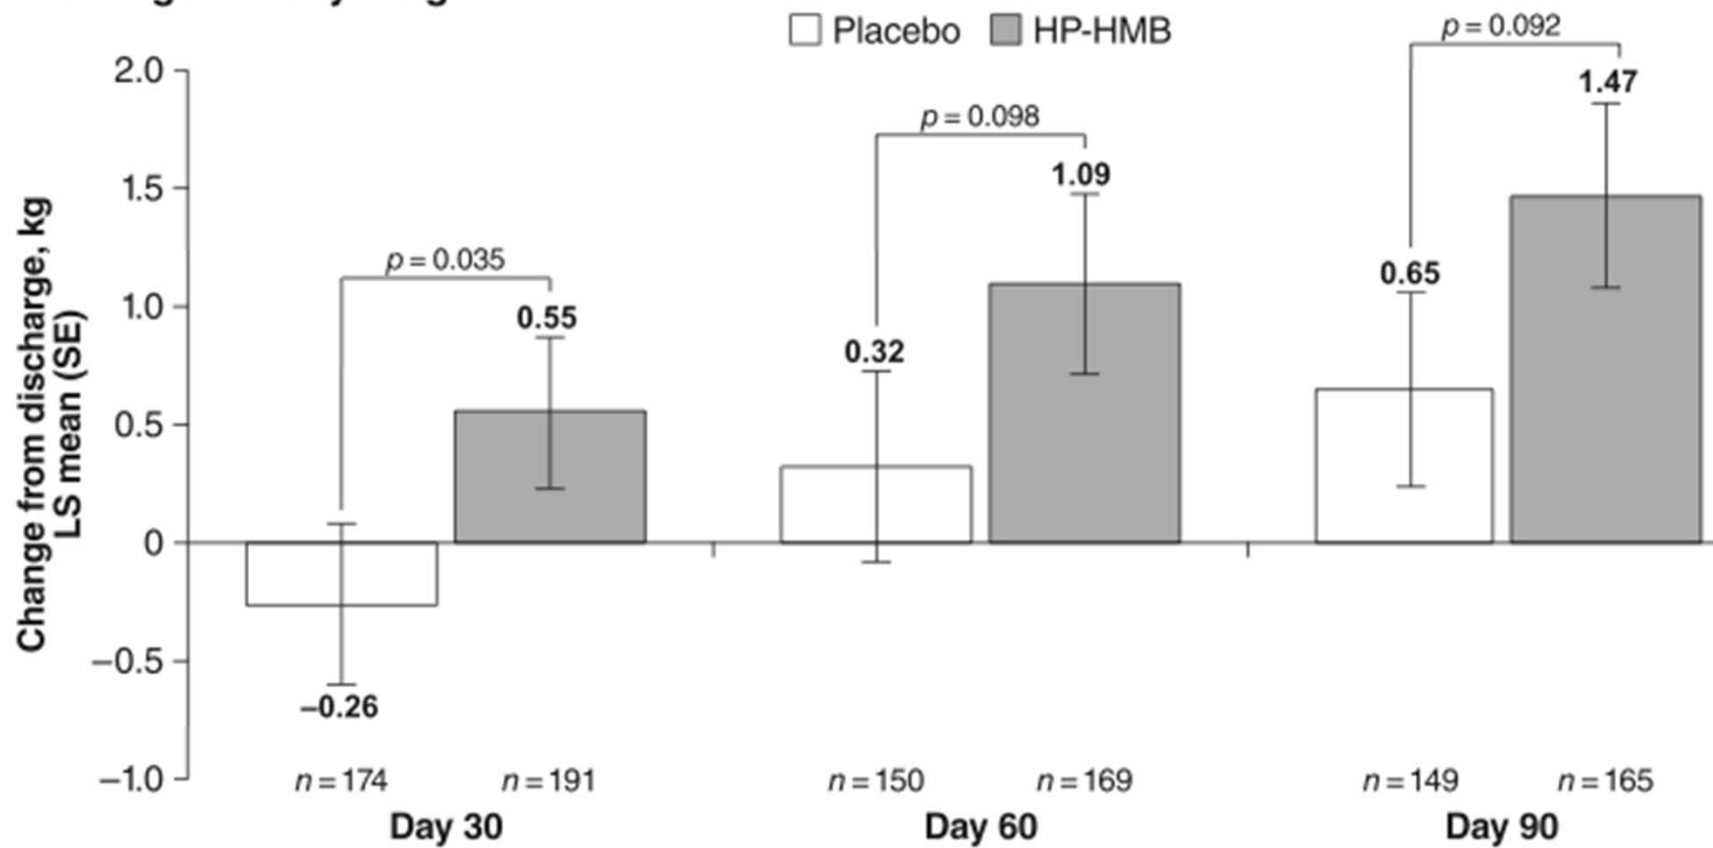 Placebo HP-HMB
p = 0.092
2.0
1.47
p = 0.098
1.09
1.5
p = 0.035
0.65
1.0
0.55
0.32
0.5
0
–0.5
–0.26
–1.0
Change from discharge, kg
LS mean (SE)
n = 174 n = 191 n = 150 n = 169 n = 149 n = 165
Day 30 Day 60 Day 90